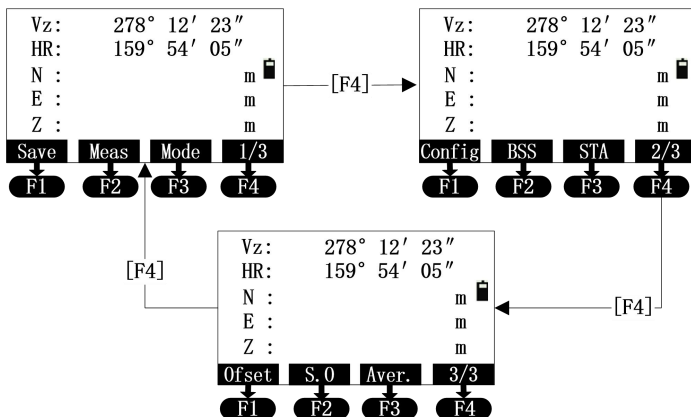 Vz: 278° 12′ 23″
HR: 159° 54′ 05″
N : m
E : m
Z : m
Save Meas Mode 1/3
F1 F2 F3 F4
[F4]
Vz: 278° 12′ 23″
HR: 159° 54′ 05″
N : m
E : m
Z : m
Config BSS STA 2/3
F1 F2 F3 F4
[F4]
Vz: 278° 12′ 23″
HR: 159° 54′ 05″
N : m
E : m
Z : m
Ofset S.O Aver. 3/3
F1 F2 F3 F4
[F4]